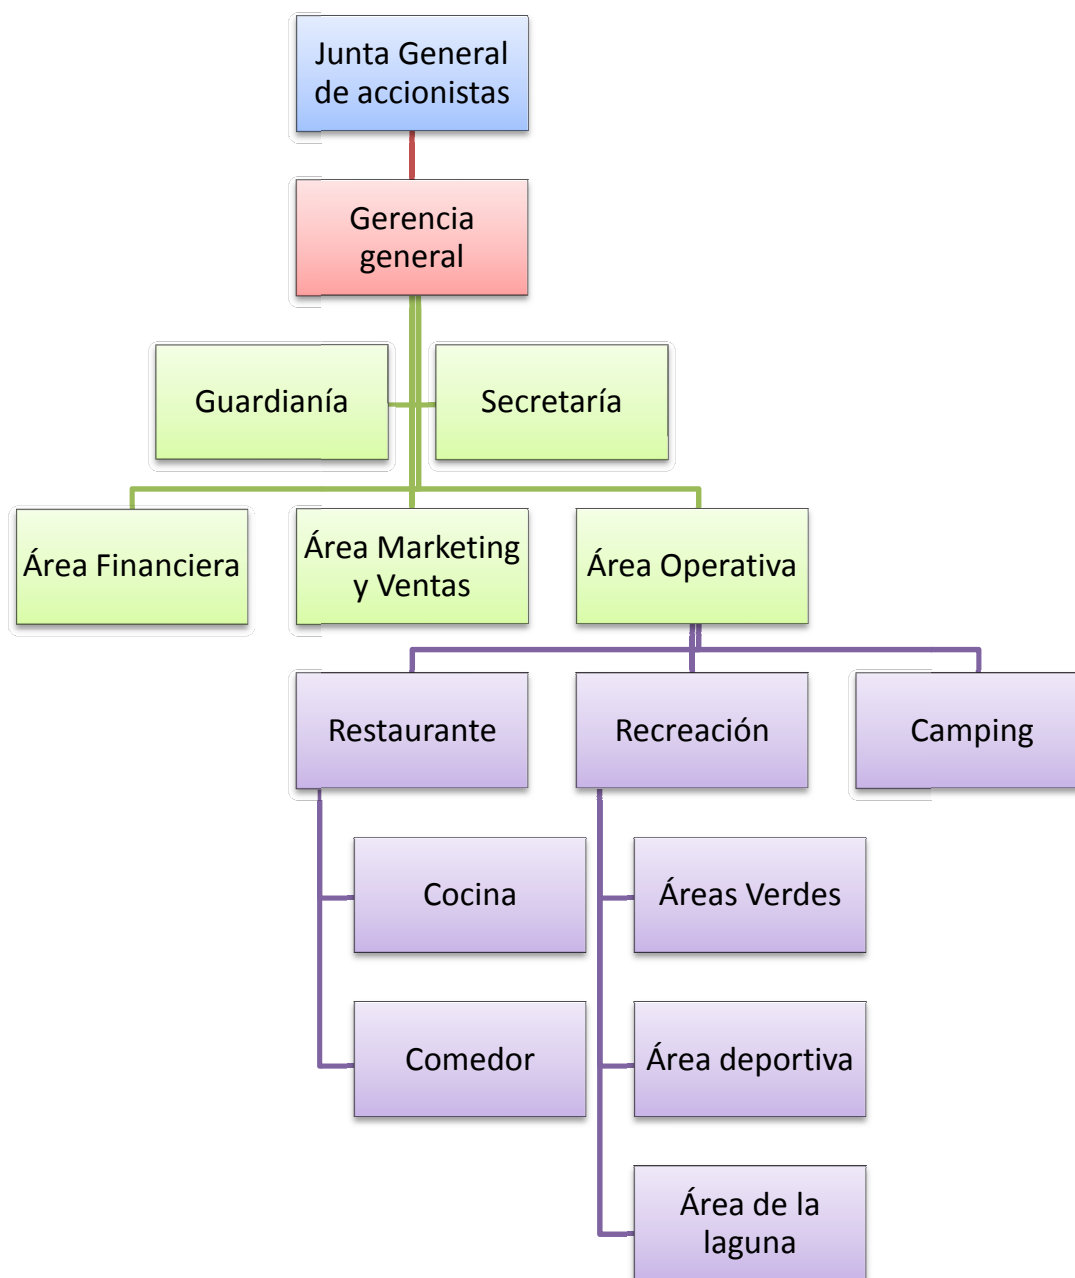 Junta General
de accionistas
Gerencia
general
Guardianía
Secretaría
Área Financiera
Área Marketing
y Ventas
Área Operativa
Restaurante
Recreación
Camping
Cocina
Áreas Verdes
Comedor
Área deportiva
Área de la
laguna